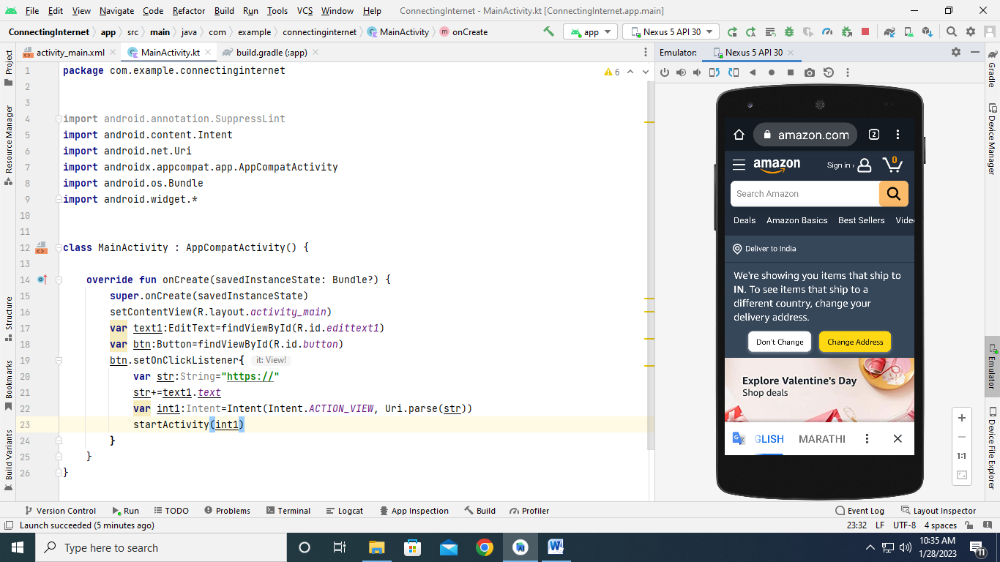 File Edit View Navigate Code Refactor Build Run Tools VCS Window Help ConnectingInternet - MainActivity.kt [ConnectingInternet.app.main]
ConnectingInternet app src main java com example connectinginternet MainActivity onCreate app Nexus 5 API 30
activity_main.xml MainActivity.kt build.gradle (:app) Emulator: Nexus 5 API 30
Project
Resource Manager
Structure
Bookmarks
Build Variants
6
1 package com.example.connectinginternet
2
3
4 import android.annotation.SuppressLint
5 import android.content.Intent
6 import android.net.Uri
7 import androidx.appcompat.app.AppCompatActivity
8 import android.os.Bundle
9 import android.widget.*
10
11
12 class MainActivity : AppCompatActivity() {
13
14 override fun onCreate(savedInstanceState: Bundle?) {
15 super.onCreate(savedInstanceState)
16 setContentView(R.layout.activity_main)
17 var text1:EditText=findViewById(R.id.edittext1)
18 var btn:Button=findViewById(R.id.button)
19 btn.setOnClickListener{ it: View!
20 var str:String="https://"
21 str+=text1.text
22 var int1:Intent=Intent(Intent.ACTION_VIEW, Uri.parse(str))
23 startActivity(int1)
24 }
25 }
26 }
amazon.com 2
amazon Sign in › 0
Search Amazon
Deals Amazon Basics Best Sellers Vide
Deliver to India
We're showing you items that ship to
IN. To see items that ship to a
different country, change your
delivery address.
Don't Change Change Address
Explore Valentine's Day
Shop deals
GLISH MARATHI
1:1
Gradle
Device Manager
Emulator
Device File Explorer
Version Control Run TODO Problems Terminal Logcat App Inspection Build Profiler Event Log Layout Inspector
Launch succeeded (5 minutes ago) 23:32 LF UTF-8 4 spaces
Type here to search
10:35 AM
1/28/2023
11